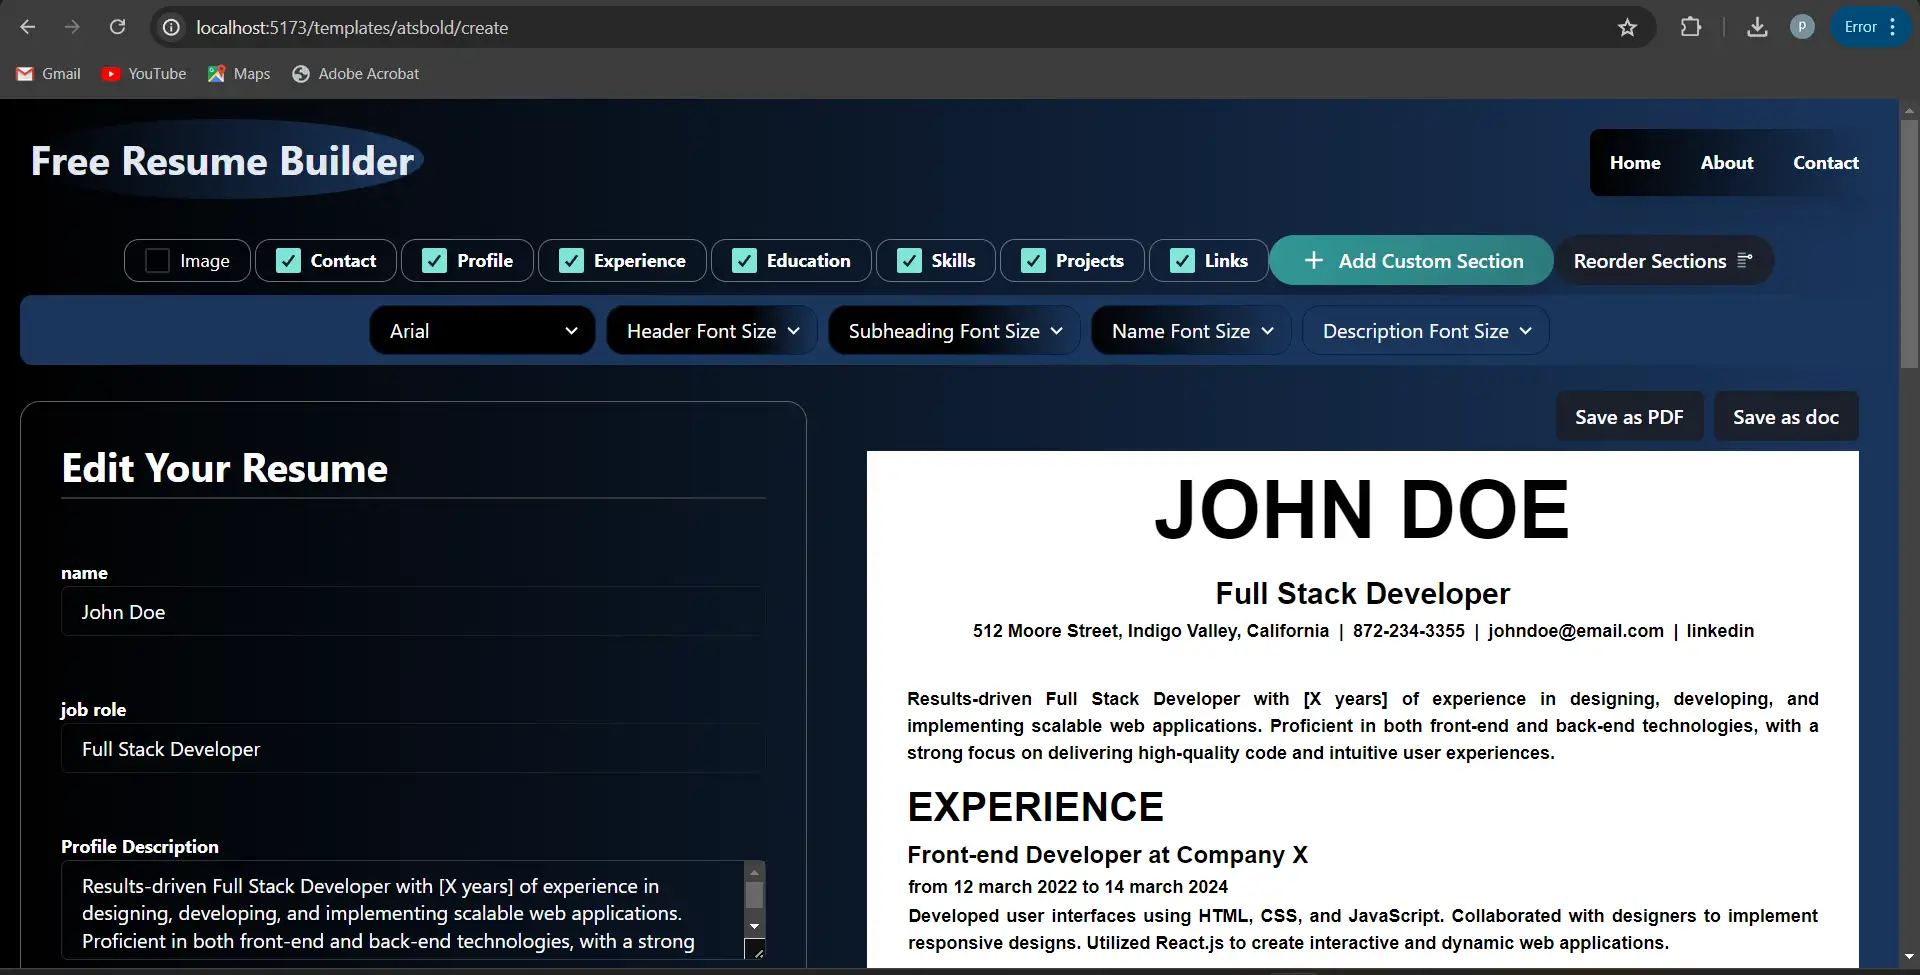 localhost:5173/templates/atsbold/create
P
Error
Gmail YouTube Maps Adobe Acrobat
Free Resume Builder
Home About Contact
Image Contact Profile Experience Education Skills Projects Links + Add Custom Section Reorder Sections
Arial Header Font Size Subheading Font Size Name Font Size Description Font Size
Save as PDF Save as doc
Edit Your Resume
name
John Doe
job role
Full Stack Developer
Profile Description
Results-driven Full Stack Developer with [X years] of experience in
designing, developing, and implementing scalable web applications.
Proficient in both front-end and back-end technologies, with a strong
JOHN DOE
Full Stack Developer
512 Moore Street, Indigo Valley, California | 872-234-3355 | johndoe@email.com | linkedin
Results-driven Full Stack Developer with [X years] of experience in designing, developing, and
implementing scalable web applications. Proficient in both front-end and back-end technologies, with a
strong focus on delivering high-quality code and intuitive user experiences.
EXPERIENCE
Front-end Developer at Company X
from 12 march 2022 to 14 march 2024
Developed user interfaces using HTML, CSS, and JavaScript. Collaborated with designers to implement
responsive designs. Utilized React.js to create interactive and dynamic web applications.